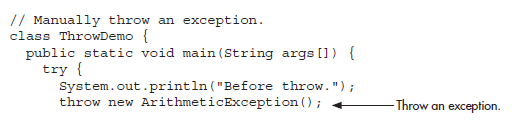 // Manually throw an exception.
class ThrowDemo {
  public static void main(String args[]) {
    try {
      System.out.println("Before throw.");
      throw new ArithmeticException(); Throw an exception.